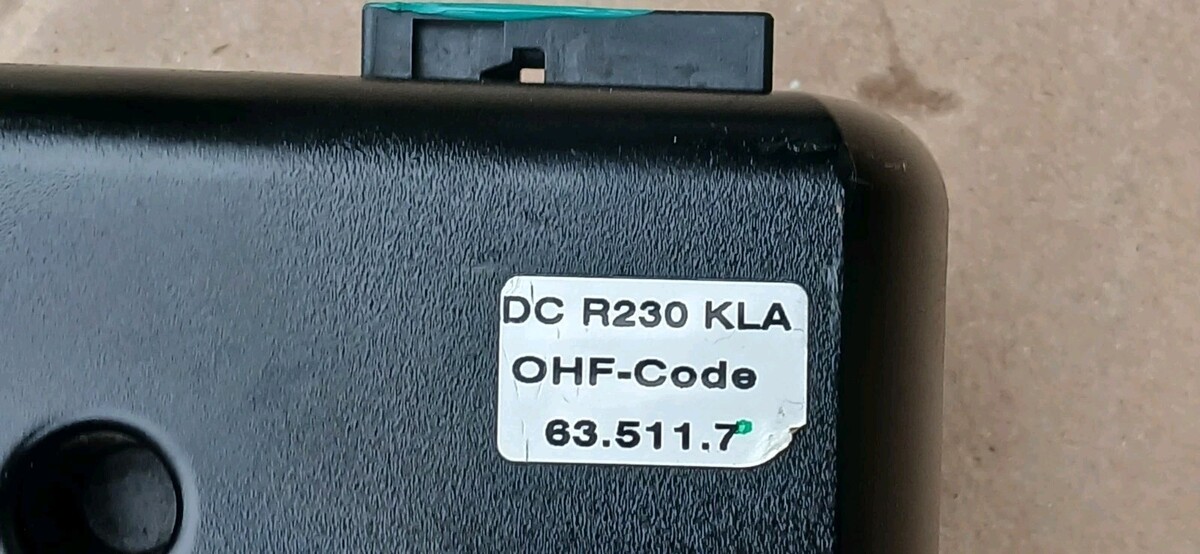 DC R230 KLA
OHF-Code
63.511.7